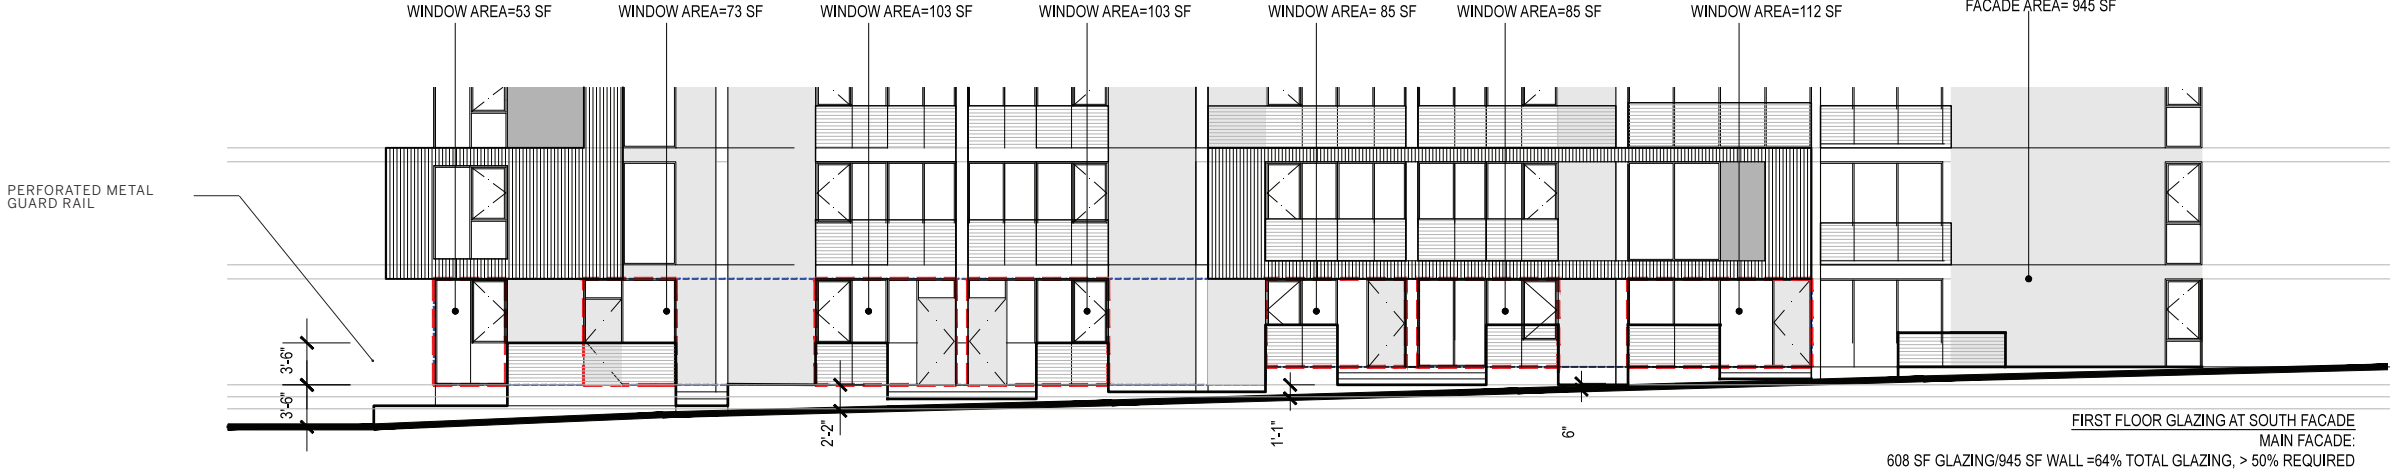 WINDOW AREA=53 SF
WINDOW AREA=73 SF
WINDOW AREA=103 SF
WINDOW AREA=103 SF
WINDOW AREA= 85 SF
WINDOW AREA=85 SF
WINDOW AREA=112 SF
FACADE AREA= 945 SF
PERFORATED METAL
GUARD RAIL
3'-6"
3'-6"
2'-2"
1'-1"
6"
FIRST FLOOR GLAZING AT SOUTH FACADE
MAIN FACADE:
608 SF GLAZING/945 SF WALL =64% TOTAL GLAZING, > 50% REQUIRED